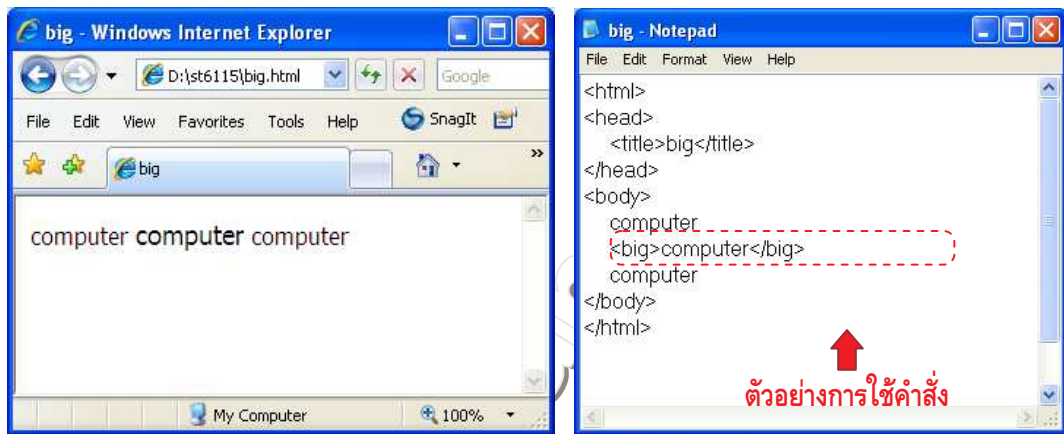 big - Windows Internet Explorer
D:\st6115\big.html
Google
File Edit View Favorites Tools Help
SnagIt
big
»
computer computer computer
My Computer
100%
big - Notepad
File Edit Format View Help
<html>
<head>
<title>big</title>
</head>
<body>
computer
<big>computer</big>
computer
</body>
</html>
ตัวอย่างการใช้คำสั่ง